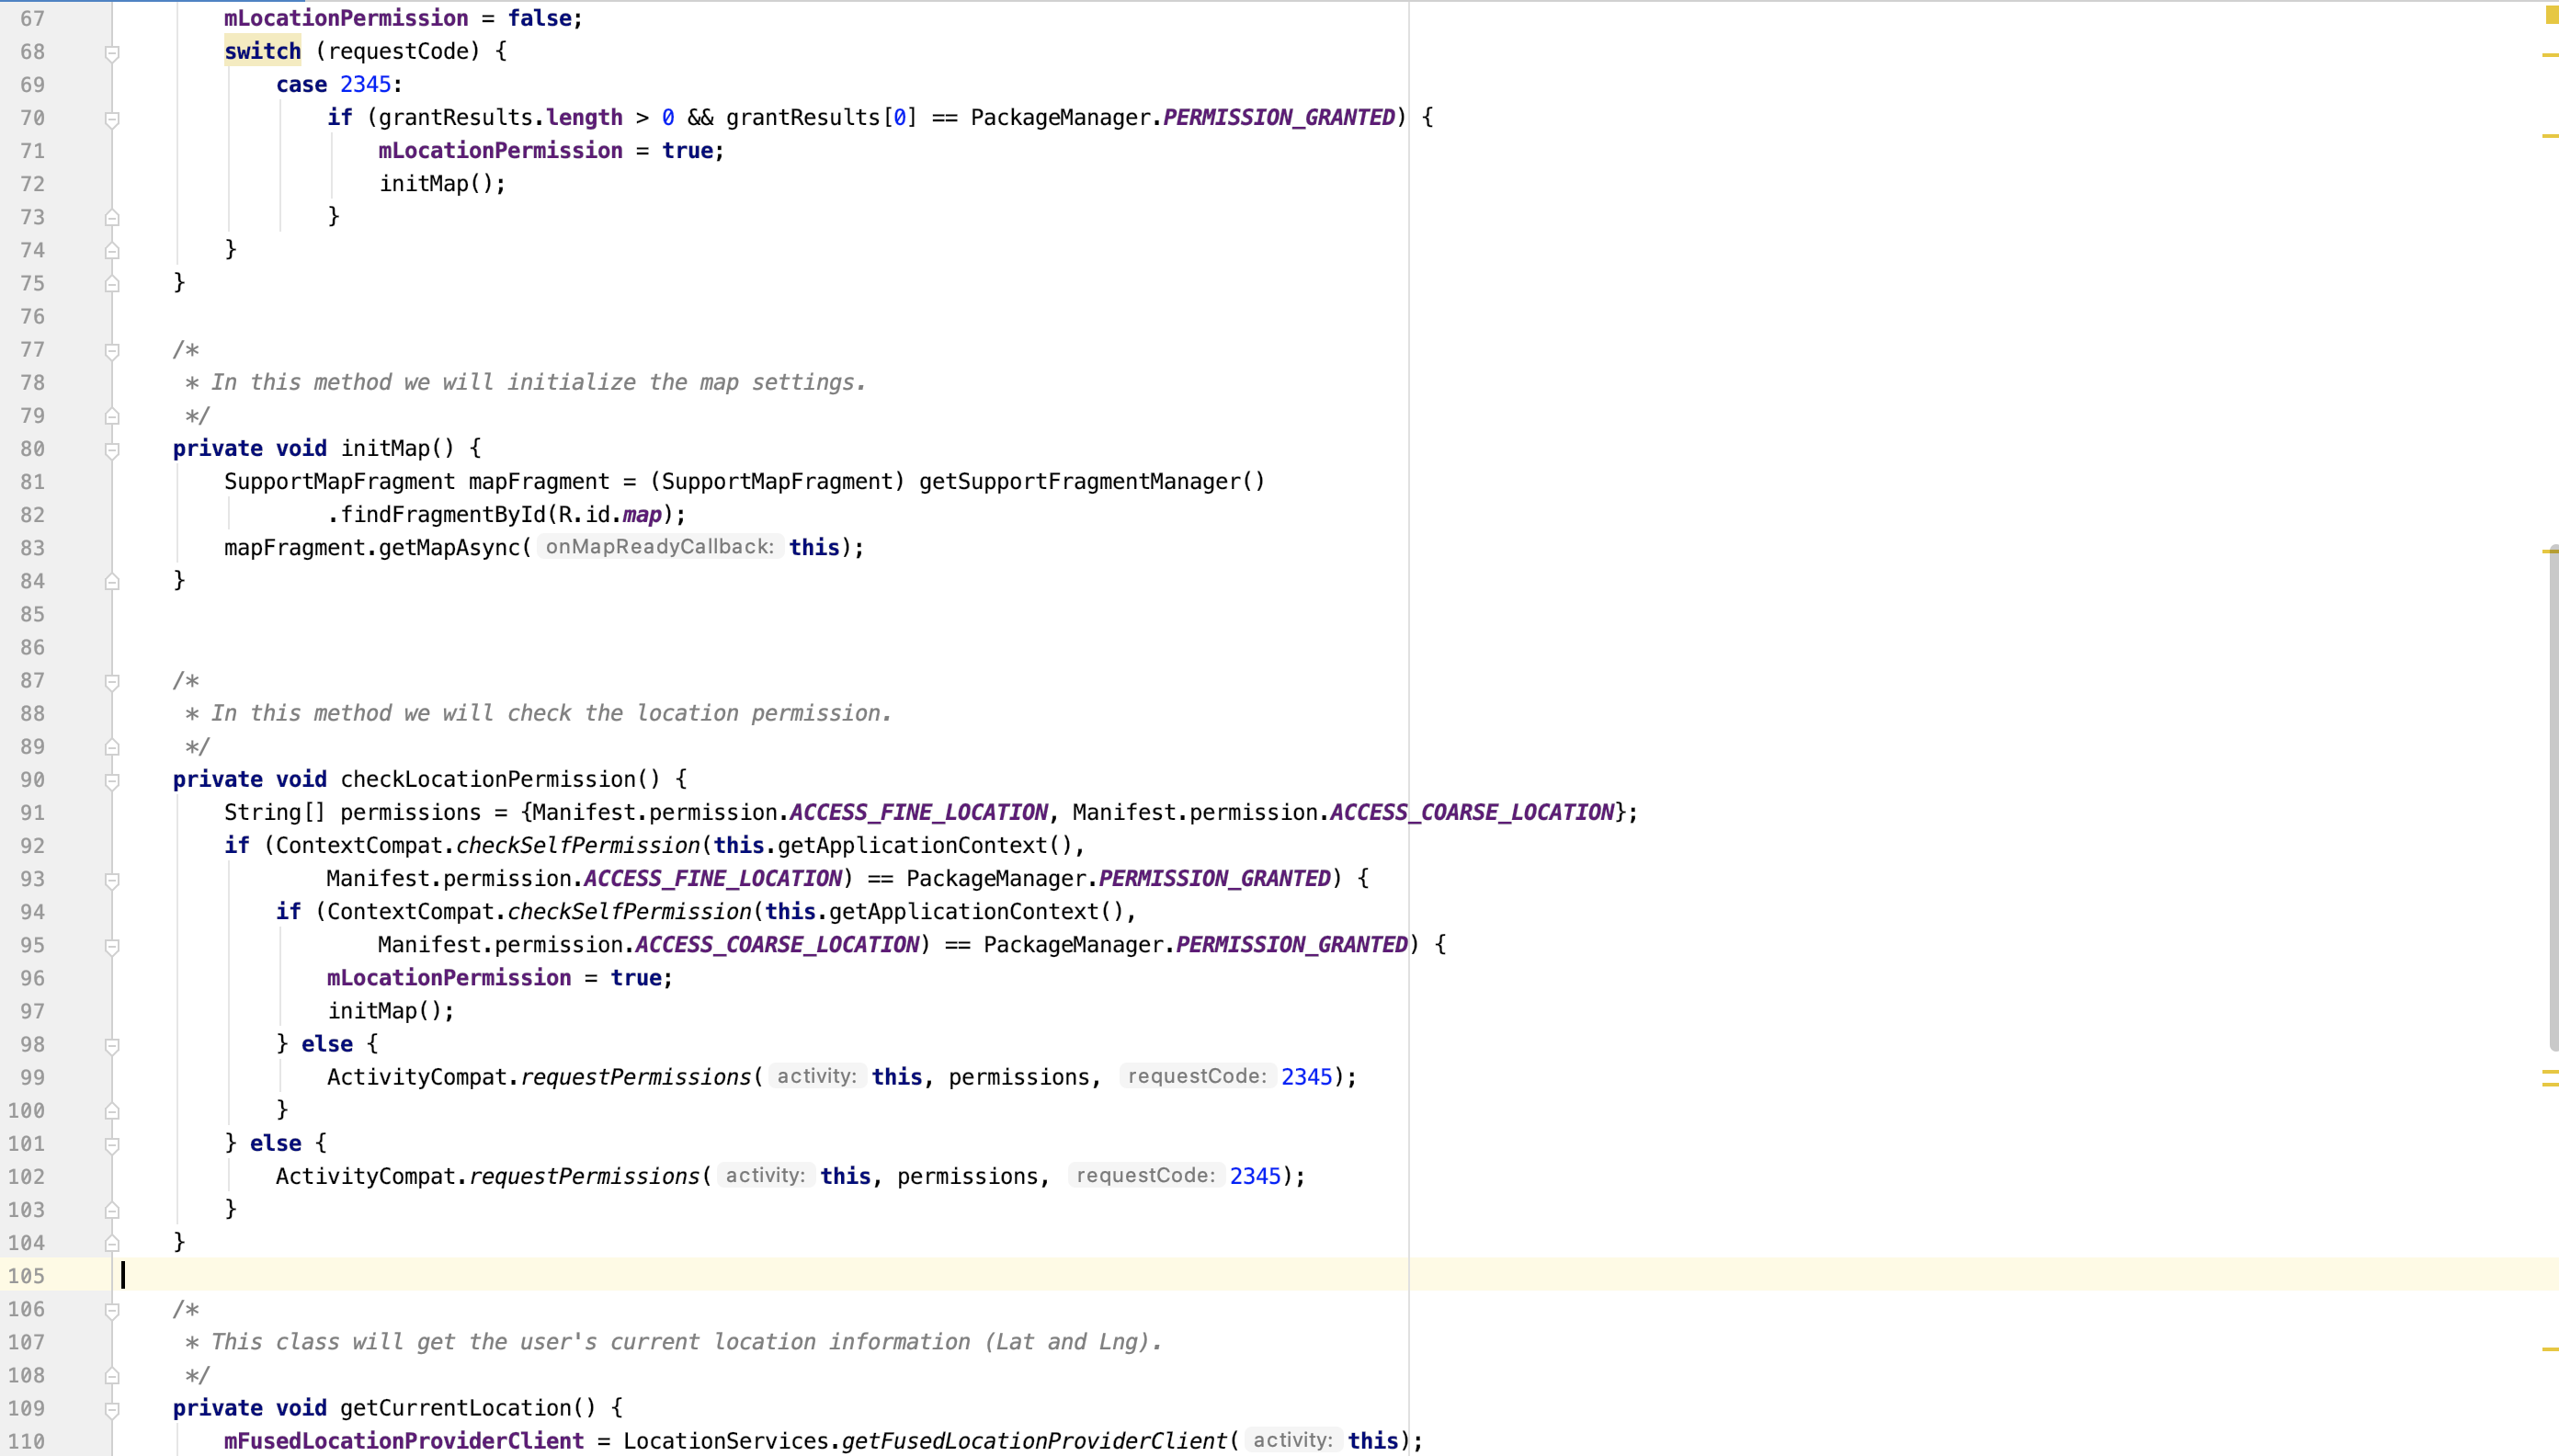 67 mLocationPermission = false;
68 switch (requestCode) {
69 case 2345:
70 if (grantResults.length > 0 && grantResults[0] == PackageManager.PERMISSION_GRANTED) {
71 mLocationPermission = true;
72 initMap();
73 }
74 }
75 }
76
77 /*
78 * In this method we will initialize the map settings.
79 */
80 private void initMap() {
81 SupportMapFragment mapFragment = (SupportMapFragment) getSupportFragmentManager()
82 .findFragmentById(R.id.map);
83 mapFragment.getMapAsync( onMapReadyCallback: this);
84 }
85
86
87 /*
88 * In this method we will check the location permission.
89 */
90 private void checkLocationPermission() {
91 String[] permissions = {Manifest.permission.ACCESS_FINE_LOCATION, Manifest.permission.ACCESS_COARSE_LOCATION};
92 if (ContextCompat.checkSelfPermission(this.getApplicationContext(),
93 Manifest.permission.ACCESS_FINE_LOCATION) == PackageManager.PERMISSION_GRANTED) {
94 if (ContextCompat.checkSelfPermission(this.getApplicationContext(),
95 Manifest.permission.ACCESS_COARSE_LOCATION) == PackageManager.PERMISSION_GRANTED) {
96 mLocationPermission = true;
97 initMap();
98 } else {
99 ActivityCompat.requestPermissions( activity: this, permissions, requestCode: 2345);
100 }
101 } else {
102 ActivityCompat.requestPermissions( activity: this, permissions, requestCode: 2345);
103 }
104 }
105
106 /*
107 * This class will get the user's current location information (Lat and Lng).
108 */
109 private void getCurrentLocation() {
110 mFusedLocationProviderClient = LocationServices.getFusedLocationProviderClient( activity: this);